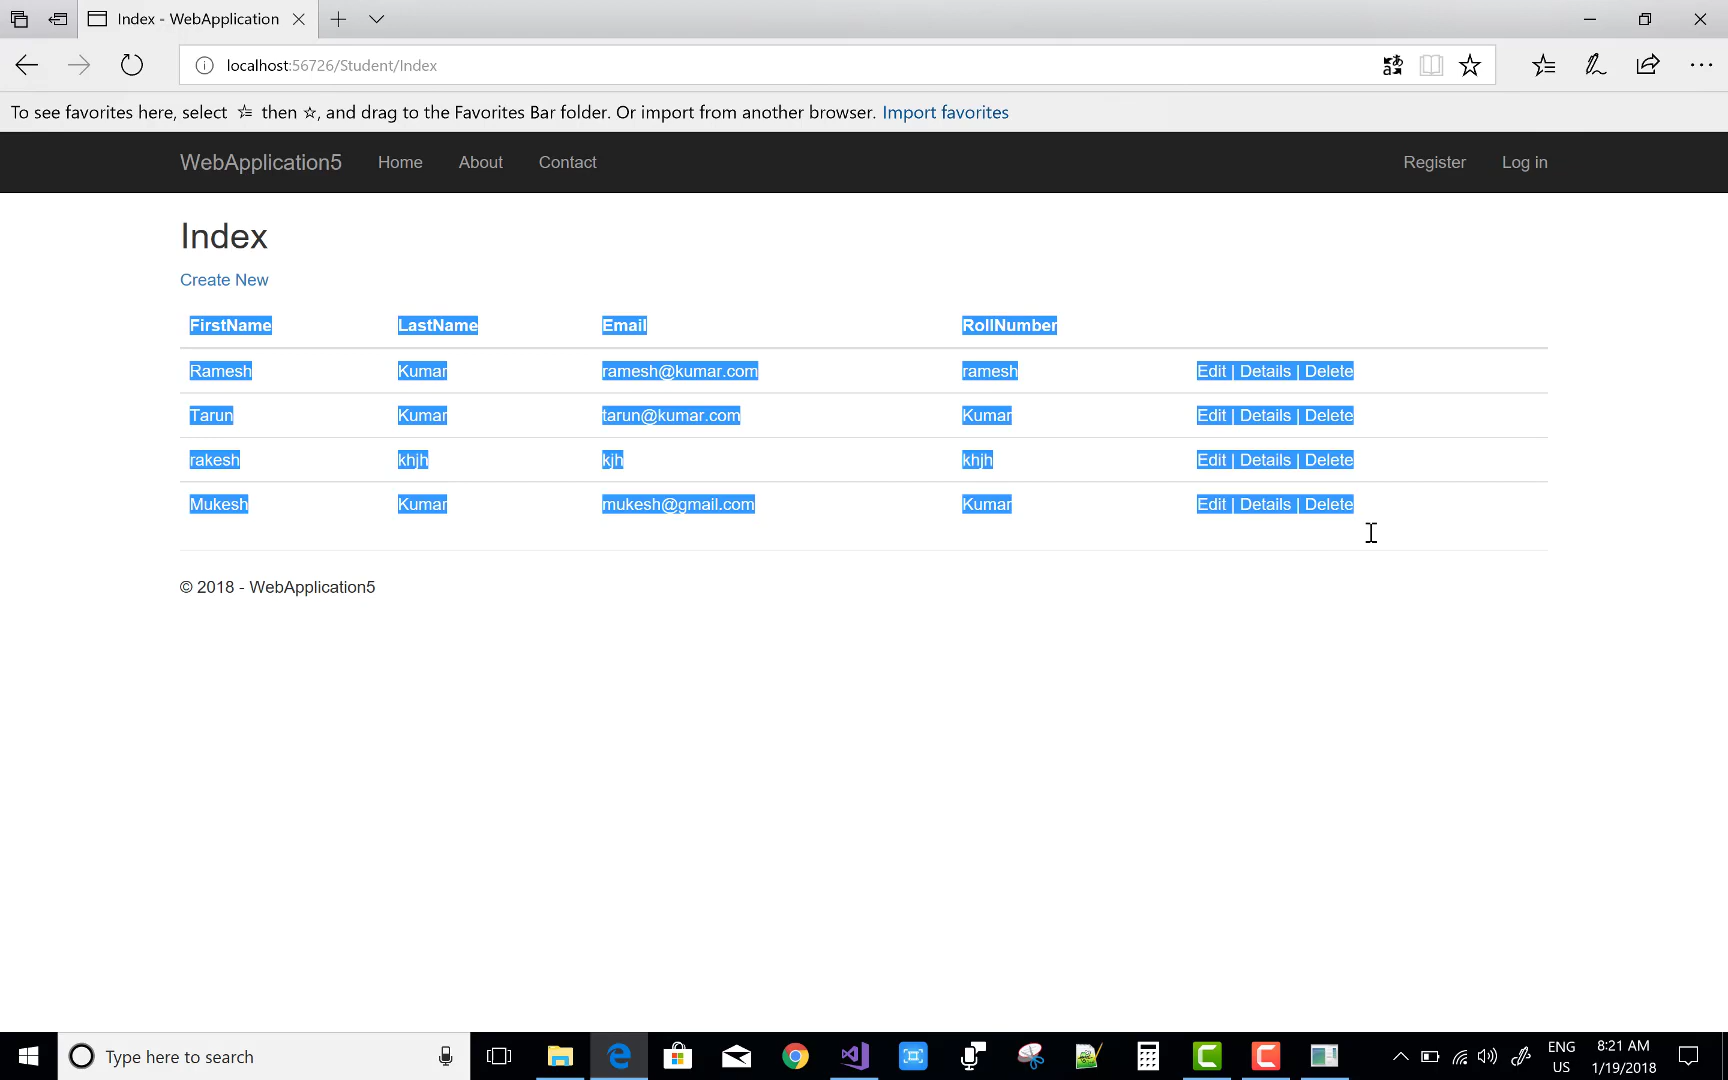 Index - WebApplication
localhost:56726/Student/Index
To see favorites here, select then , and drag to the Favorites Bar folder. Or import from another browser. Import favorites
WebApplication5 Home About Contact Register Log in
Index
Create New
FirstName LastName Email RollNumber
Ramesh Kumar ramesh@kumar.com ramesh Edit | Details | Delete
Tarun Kumar tarun@kumar.com Kumar Edit | Details | Delete
rakesh khjh kjh khjh Edit | Details | Delete
Mukesh Kumar mukesh@gmail.com Kumar Edit | Details | Delete
© 2018 - WebApplication5
Type here to search
ENG 8:21 AM
US 1/19/2018